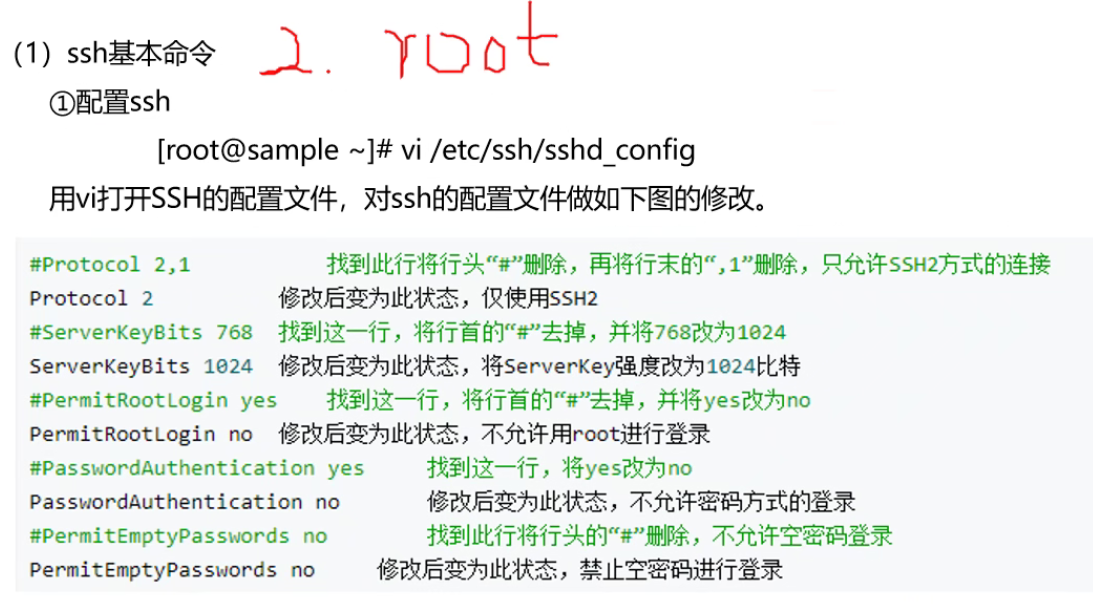 (1) ssh基本命令 2. root
①配置ssh
[root@sample ~]# vi /etc/ssh/sshd_config
用vi打开SSH的配置文件，对ssh的配置文件做如下图的修改。
#Protocol 2,1 找到此行将行头“#”删除，再将行末的“,1”删除，只允许SSH2方式的连接
Protocol 2 修改后变为此状态，仅使用SSH2
#ServerKeyBits 768 找到这一行，将行首的“#”去掉，并将768改为1024
ServerKeyBits 1024 修改后变为此状态，将ServerKey强度改为1024比特
#PermitRootLogin yes 找到这一行，将行首的“#”去掉，并将yes改为no
PermitRootLogin no 修改后变为此状态，不允许用root进行登录
#PasswordAuthentication yes 找到这一行，将yes改为no
PasswordAuthentication no 修改后变为此状态，不允许密码方式的登录
#PermitEmptyPasswords no 找到此行将行头的“#”删除，不允许空密码登录
PermitEmptyPasswords no 修改后变为此状态，禁止空密码进行登录